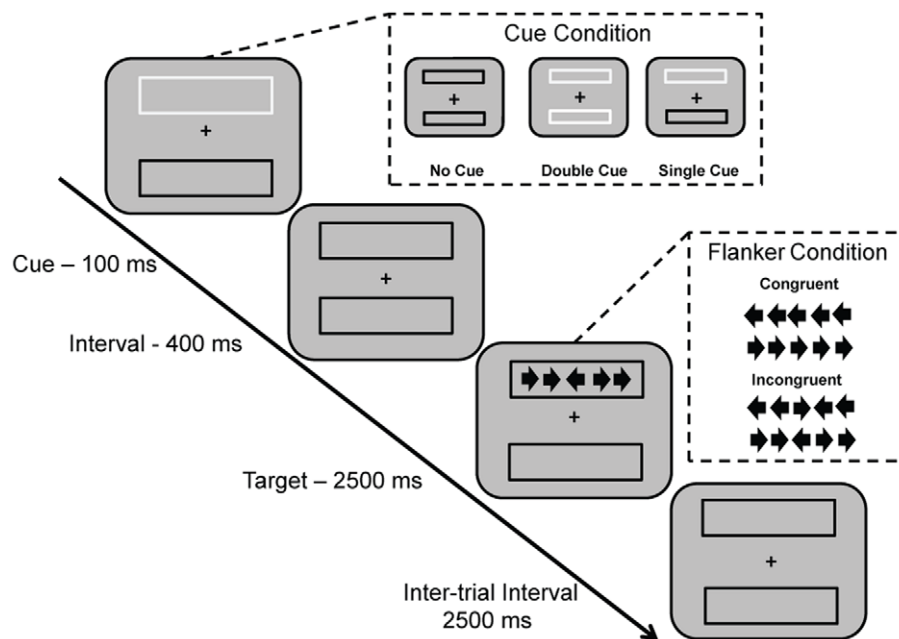 Cue Condition
No Cue
Double Cue
Single Cue
Cue – 100 ms
Interval - 400 ms
Flanker Condition
Congruent
Incongruent
Target – 2500 ms
Inter-trial Interval
2500 ms